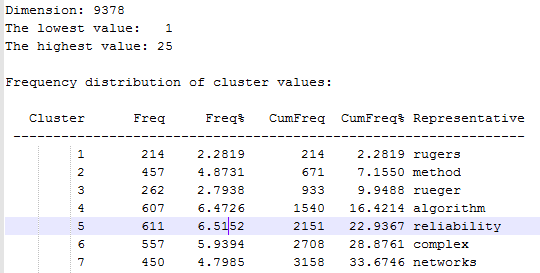 Dimension: 9378
The lowest value: 1
The highest value: 25
Frequency distribution of cluster values:
Cluster Freq Freq% CumFreq CumFreq% Representative
----------------------------------------------------------------
1 214 2.2819 214 2.2819 rugers
2 457 4.8731 671 7.1550 method
3 262 2.7938 933 9.9488 rueger
4 607 6.4726 1540 16.4214 algorithm
5 611 6.5152 2151 22.9367 reliability
6 557 5.9394 2708 28.8761 complex
7 450 4.7985 3158 33.6746 networks